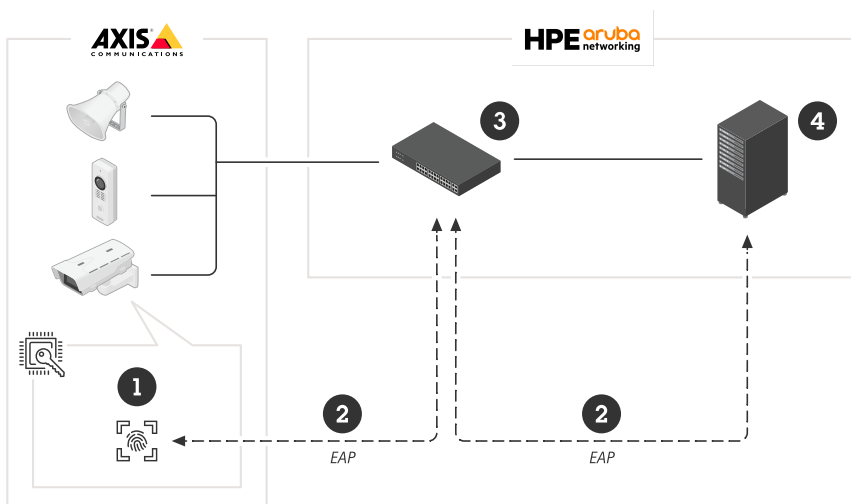 AXIS
COMMUNICATIONS
HPE aruba
networking
3
4
1
2
EAP
2
EAP